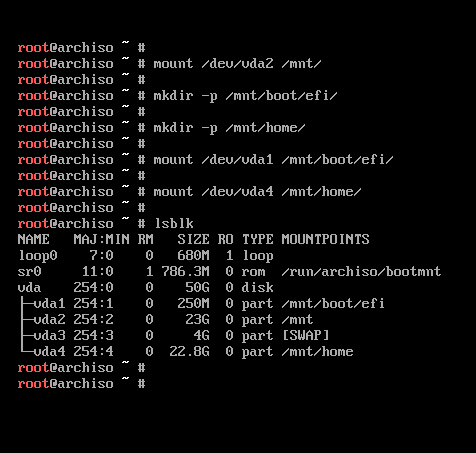 root@archiso ~ #
root@archiso ~ # mount /dev/vda2 /mnt/
root@archiso ~ #
root@archiso ~ # mkdir -p /mnt/boot/efi/
root@archiso ~ #
root@archiso ~ # mkdir -p /mnt/home/
root@archiso ~ #
root@archiso ~ # mount /dev/vda1 /mnt/boot/efi/
root@archiso ~ #
root@archiso ~ # mount /dev/vda4 /mnt/home/
root@archiso ~ #
root@archiso ~ # lsblk
NAME   MAJ:MIN RM   SIZE RO TYPE MOUNTPOINTS
loop0    7:0    0   680M  1 loop
sr0     11:0    1 786.3M  0 rom  /run/archiso/bootmnt
vda    254:0    0    50G  0 disk
├─vda1 254:1    0   250M  0 part /mnt/boot/efi
├─vda2 254:2    0    23G  0 part /mnt
├─vda3 254:3    0     4G  0 part [SWAP]
└─vda4 254:4    0  22.8G  0 part /mnt/home
root@archiso ~ #
root@archiso ~ #